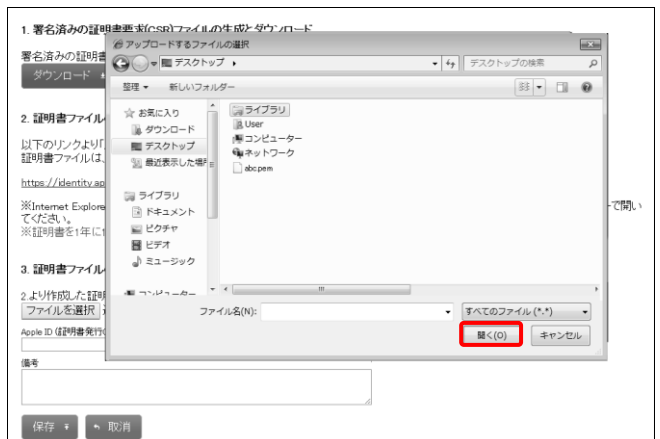 1. 署名済みの証明書要求(CSR)ファイルの生成とダウンロード
署名済みの証明書
ダウンロード
アップロードするファイルの選択
デスクトップ
デスクトップの検索
整理
新しいフォルダー
お気に入り
ダウンロード
デスクトップ
最近表示した場所
ライブラリ
ドキュメント
ピクチャ
ビデオ
ミュージック
コンピューター
ライブラリ
User
コンピューター
ネットワーク
abc.pem
ファイル名(N):
すべてのファイル (*.*)
開く(O)
キャンセル
2. 証明書ファイル
以下のリンクより「
証明書ファイルは、
https://identity.ap
※Internet Explore
ーで開い
てください。
※証明書を1年に1
3. 証明書ファイル
2.より作成した証明
ファイルを選択
Apple ID (証明書発行
備考
保存
取消